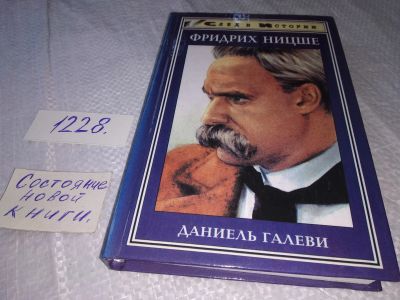 След в Истории
ФРИДРИХ НИЦШЕ
ДАНИЕЛЬ ГАЛЕВИ
1228.
Состояние
новой
книги.